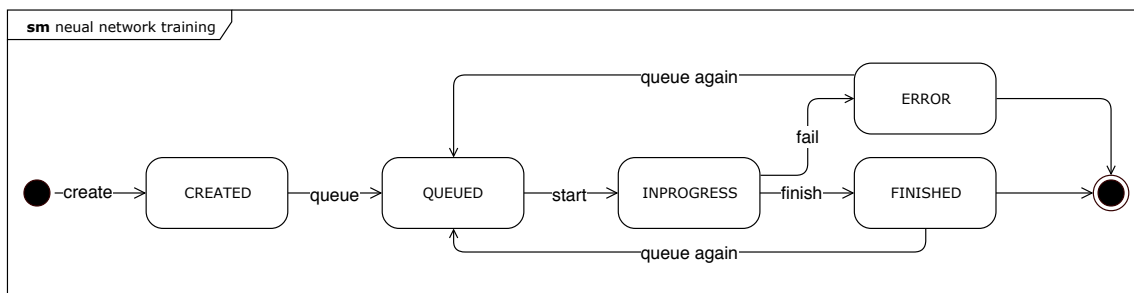 sm neual network training
queue again
ERROR
fail
create
CREATED
queue
QUEUED
start
INPROGRESS
finish
FINISHED
queue again